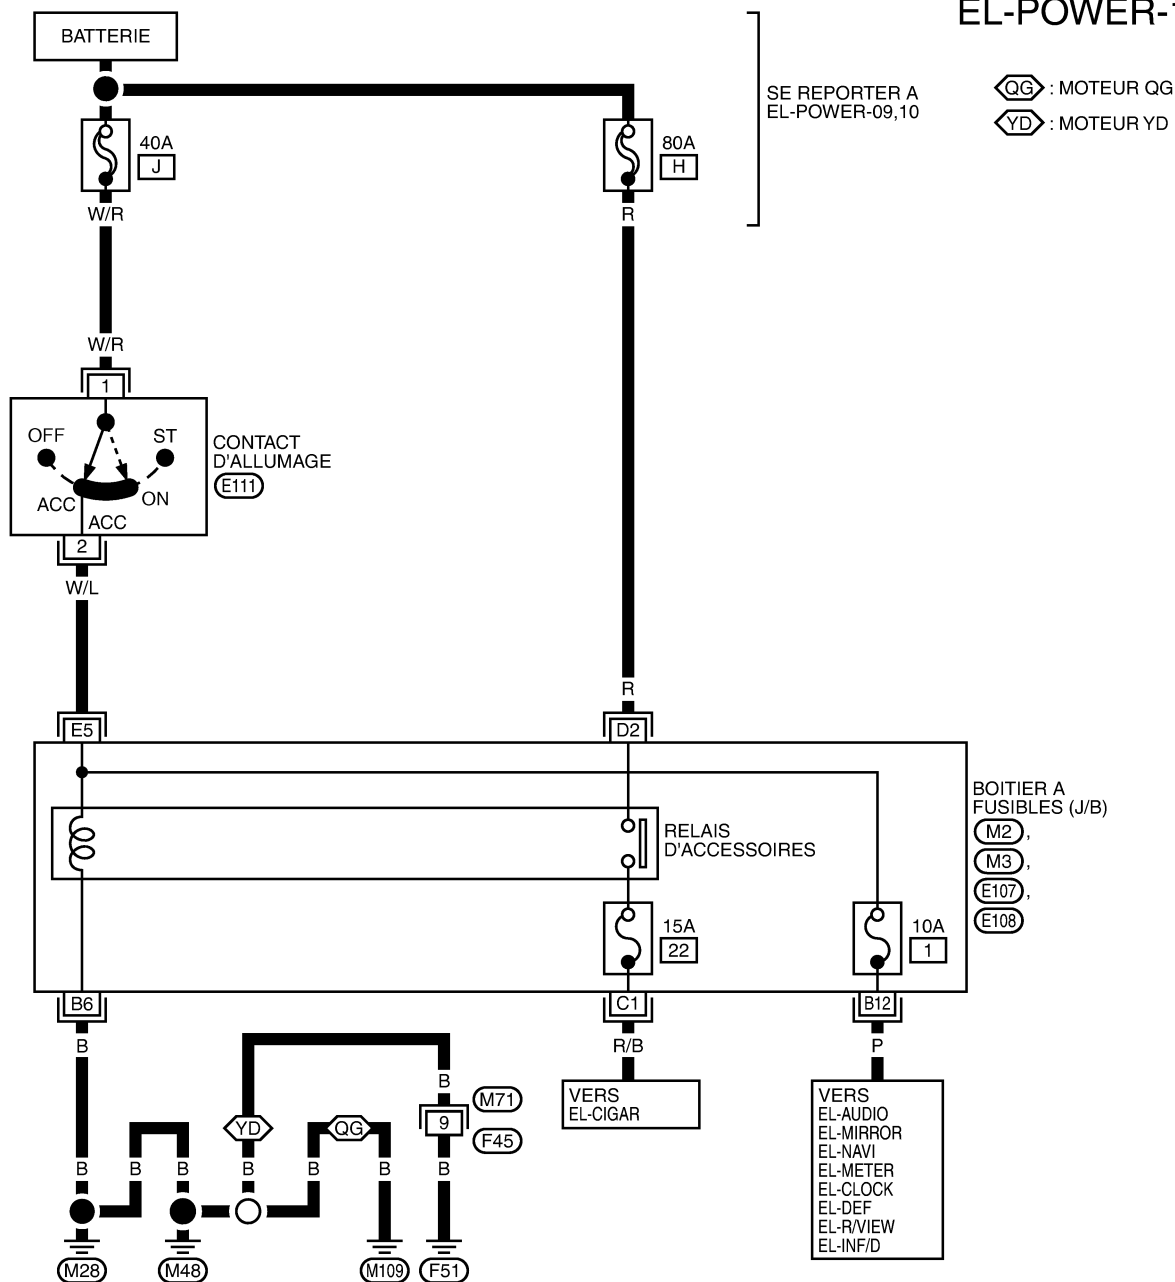 EL-POWER-
BATTERIE
SE REPORTER A
EL-POWER-09,10
QG : MOTEUR QG
YD : MOTEUR YD
40A
J
80A
H
W/R
R
W/R
1
OFF
ST
ACC
ON
ACC
CONTACT
D'ALLUMAGE
E111
2
W/L
R
E5
D2
BOITIER A
FUSIBLES (J/B)
M2 ,
M3 ,
E107 ,
E108
RELAIS
D'ACCESSOIRES
15A
22
10A
1
B6
C1
B12
B
R/B
P
B
M71
9
F45
YD
QG
VERS
EL-CIGAR
VERS
EL-AUDIO
EL-MIRROR
EL-NAVI
EL-METER
EL-CLOCK
EL-DEF
EL-R/VIEW
EL-INF/D
B
B
B
B
B
B
B
M28
M48
M109
F51